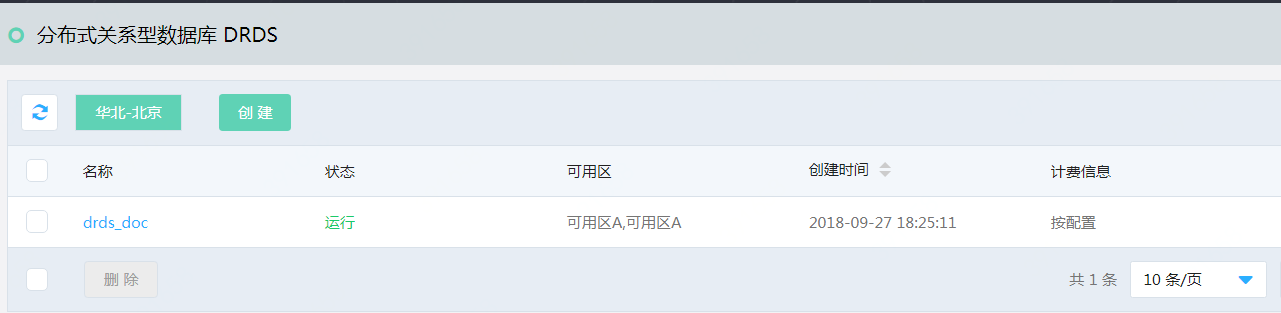 分布式关系型数据库 DRDS
华北-北京 创 建
名称 状态 可用区 创建时间 计费信息
drds_doc 运行 可用区A,可用区A 2018-09-27 18:25:11 按配置
删 除 共 1 条 10 条/页